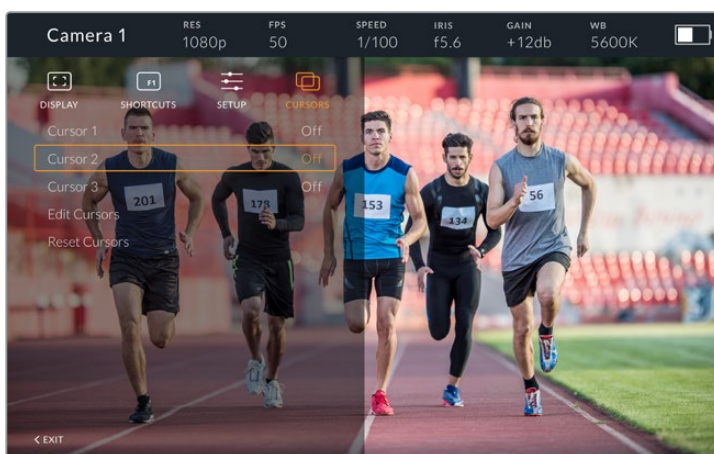 Camera 1
RES
1080p
FPS
50
SPEED
1/100
IRIS
f5.6
GAIN
+12db
WB
5600K
F1
DISPLAY SHORTCUTS SETUP CURSORS
Cursor 1 Off
Cursor 2 Off
Cursor 3 Off
Edit Cursors
Reset Cursors
201
178
153
134
56
< EXIT